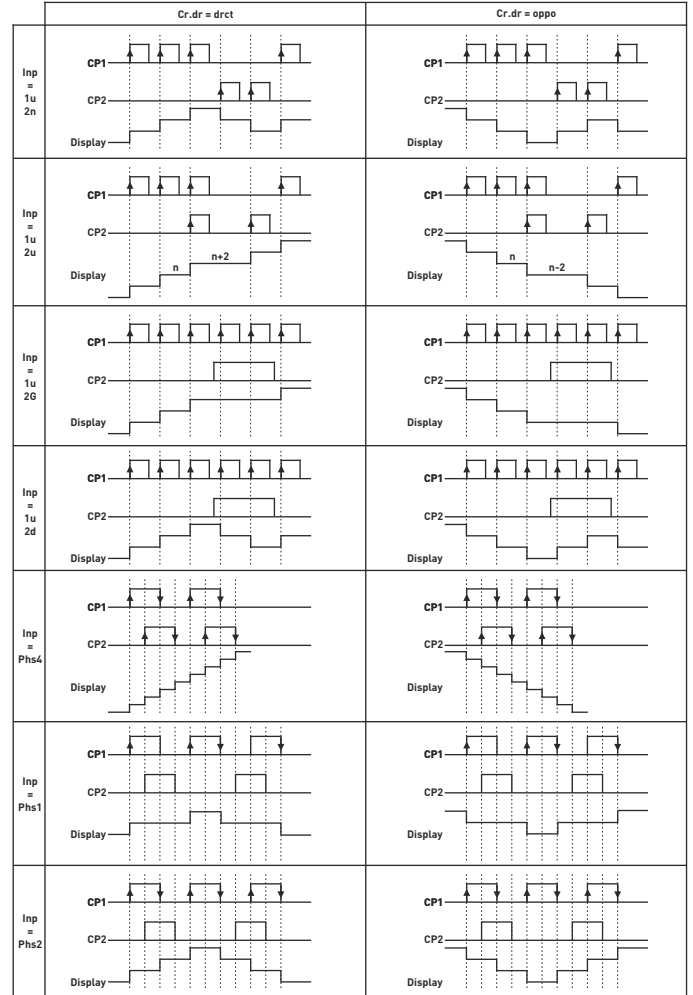 Cr.dr = drct
Cr.dr = oppo
Inp
=
1u
2n
CP1
CP2
Display
CP1
CP2
Display
Inp
=
1u
2u
CP1
CP2
Display
n
n+2
CP1
CP2
Display
n
n-2
Inp
=
1u
2G
CP1
CP2
Display
CP1
CP2
Display
Inp
=
1u
2d
CP1
CP2
Display
CP1
CP2
Display
Inp
=
Phs4
CP1
CP2
Display
CP1
CP2
Display
Inp
=
Phs1
CP1
CP2
Display
CP1
CP2
Display
Inp
=
Phs2
CP1
CP2
Display
CP1
CP2
Display